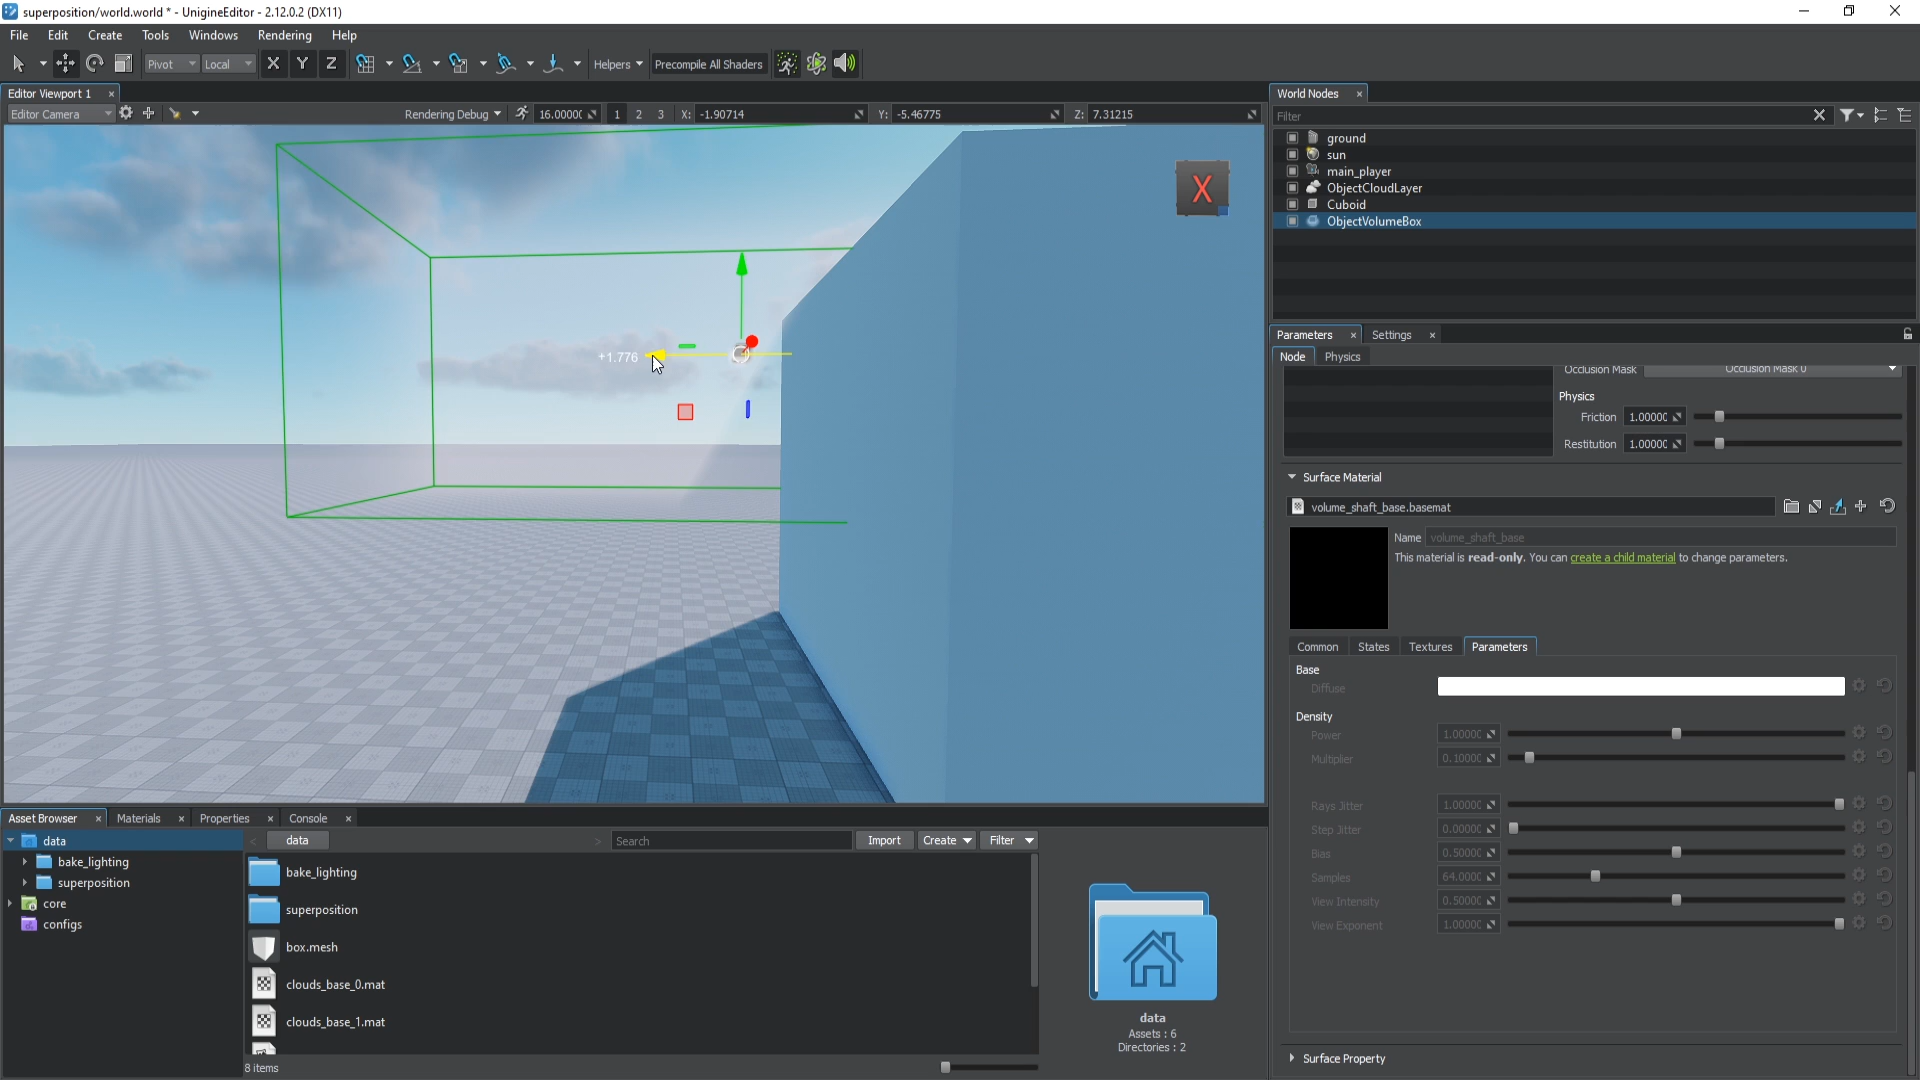 superposition/world.world * - UnigineEditor - 2.12.0.2 (DX11)
File Edit Create Tools Windows Rendering Help
Pivot Local X Y Z Helpers Precompile All Shaders
Editor Viewport 1
Editor Camera Rendering Debug 16.0000( 1 2 3 X: -1.90714 Y: -5.46775 Z: 7.31215
X
+1.776
World Nodes
Filter
ground
sun
main_player
ObjectCloudLayer
Cuboid
ObjectVolumeBox
Parameters Settings
Node Physics
Occlusion Mask Occlusion Mask 0
Physics
Friction 1.0000(
Restitution 1.0000(
Surface Material
volume_shaft_base.basemat
Name volume_shaft_base
This material is read-only. You can create a child material to change parameters.
Common States Textures Parameters
Base
Diffuse
Density
Power 1.0000(
Multiplier 0.1000(
Rays Jitter 1.0000(
Step Jitter 0.0000(
Bias 0.5000(
Samples 64.000(
View Intensity 0.5000(
View Exponent 1.0000(
Surface Property
Asset Browser Materials Properties Console
data
bake_lighting
superposition
core
configs
< data > Search Import Create Filter
bake_lighting
superposition
box.mesh
clouds_base_0.mat
clouds_base_1.mat
8 items
data
Assets : 6
Directories : 2